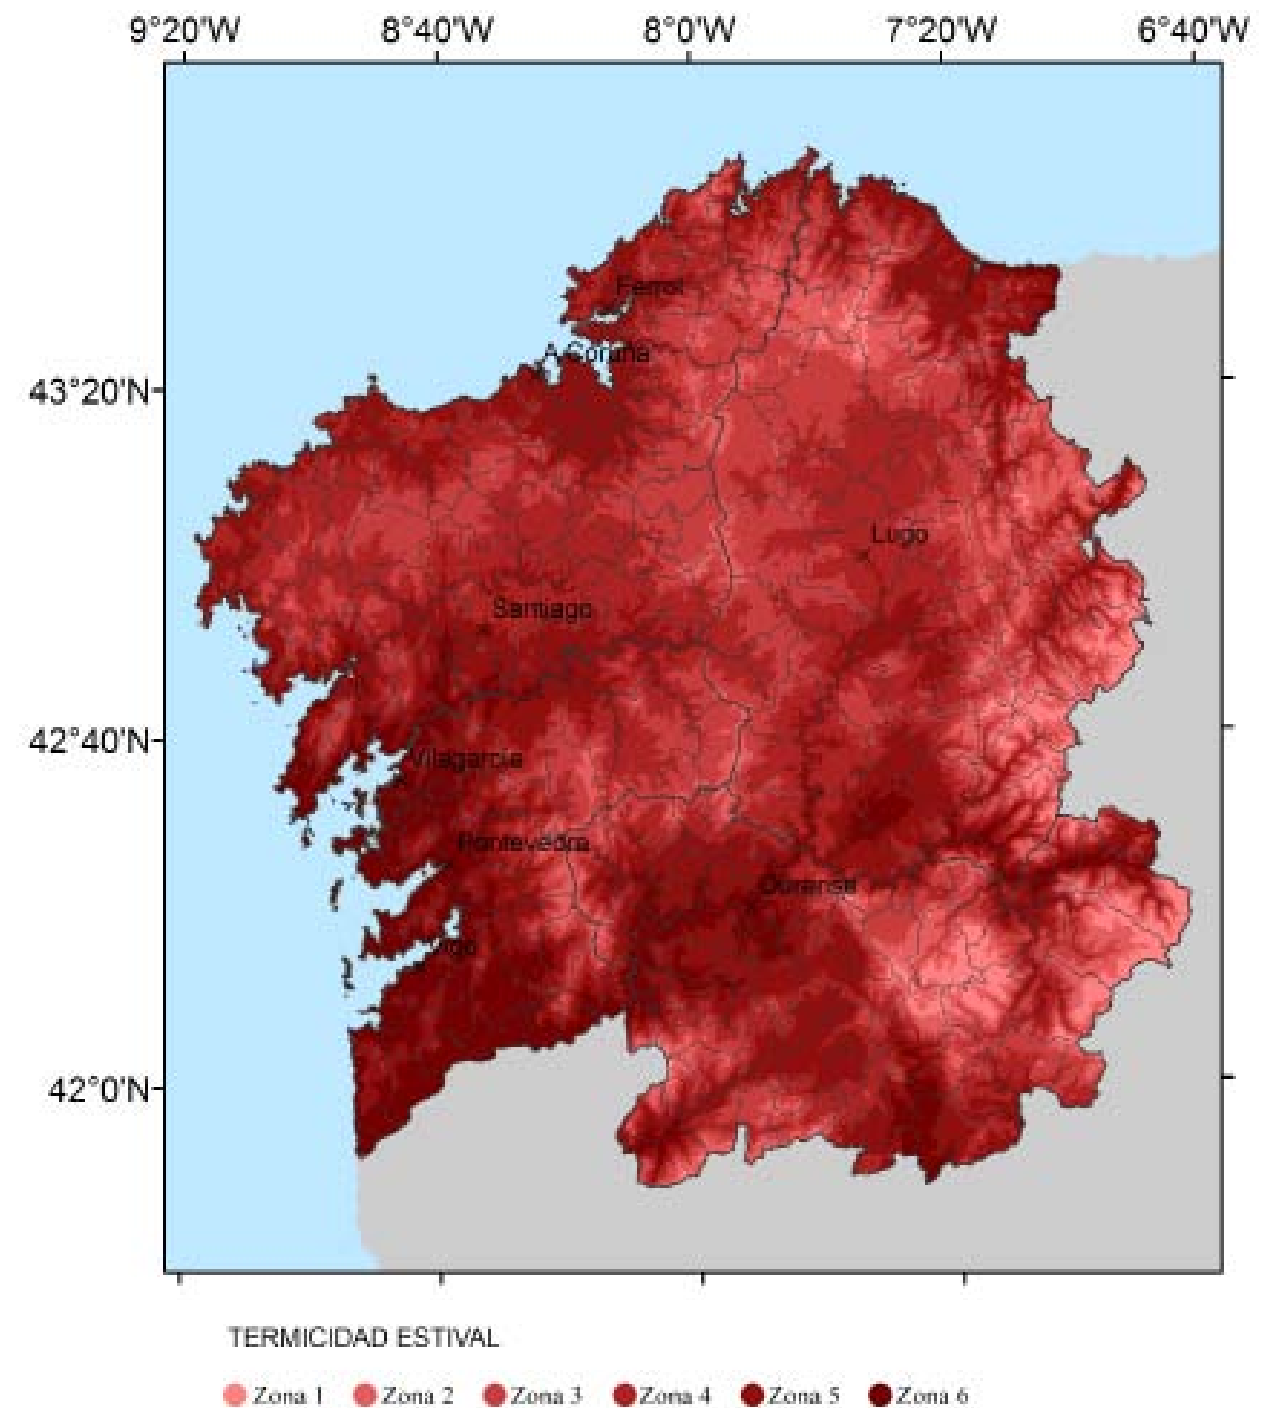 9°20'W 8°40'W 8°0'W 7°20'W 6°40'W
Ferrol
A Coruña
43°20'N
Lugo
Santiago
42°40'N
Vilagarcía
Pontevedra
Ourense
Vigo
42°0'N
TERMICIDAD ESTIVAL
Zona 1 Zona 2 Zona 3 Zona 4 Zona 5 Zona 6